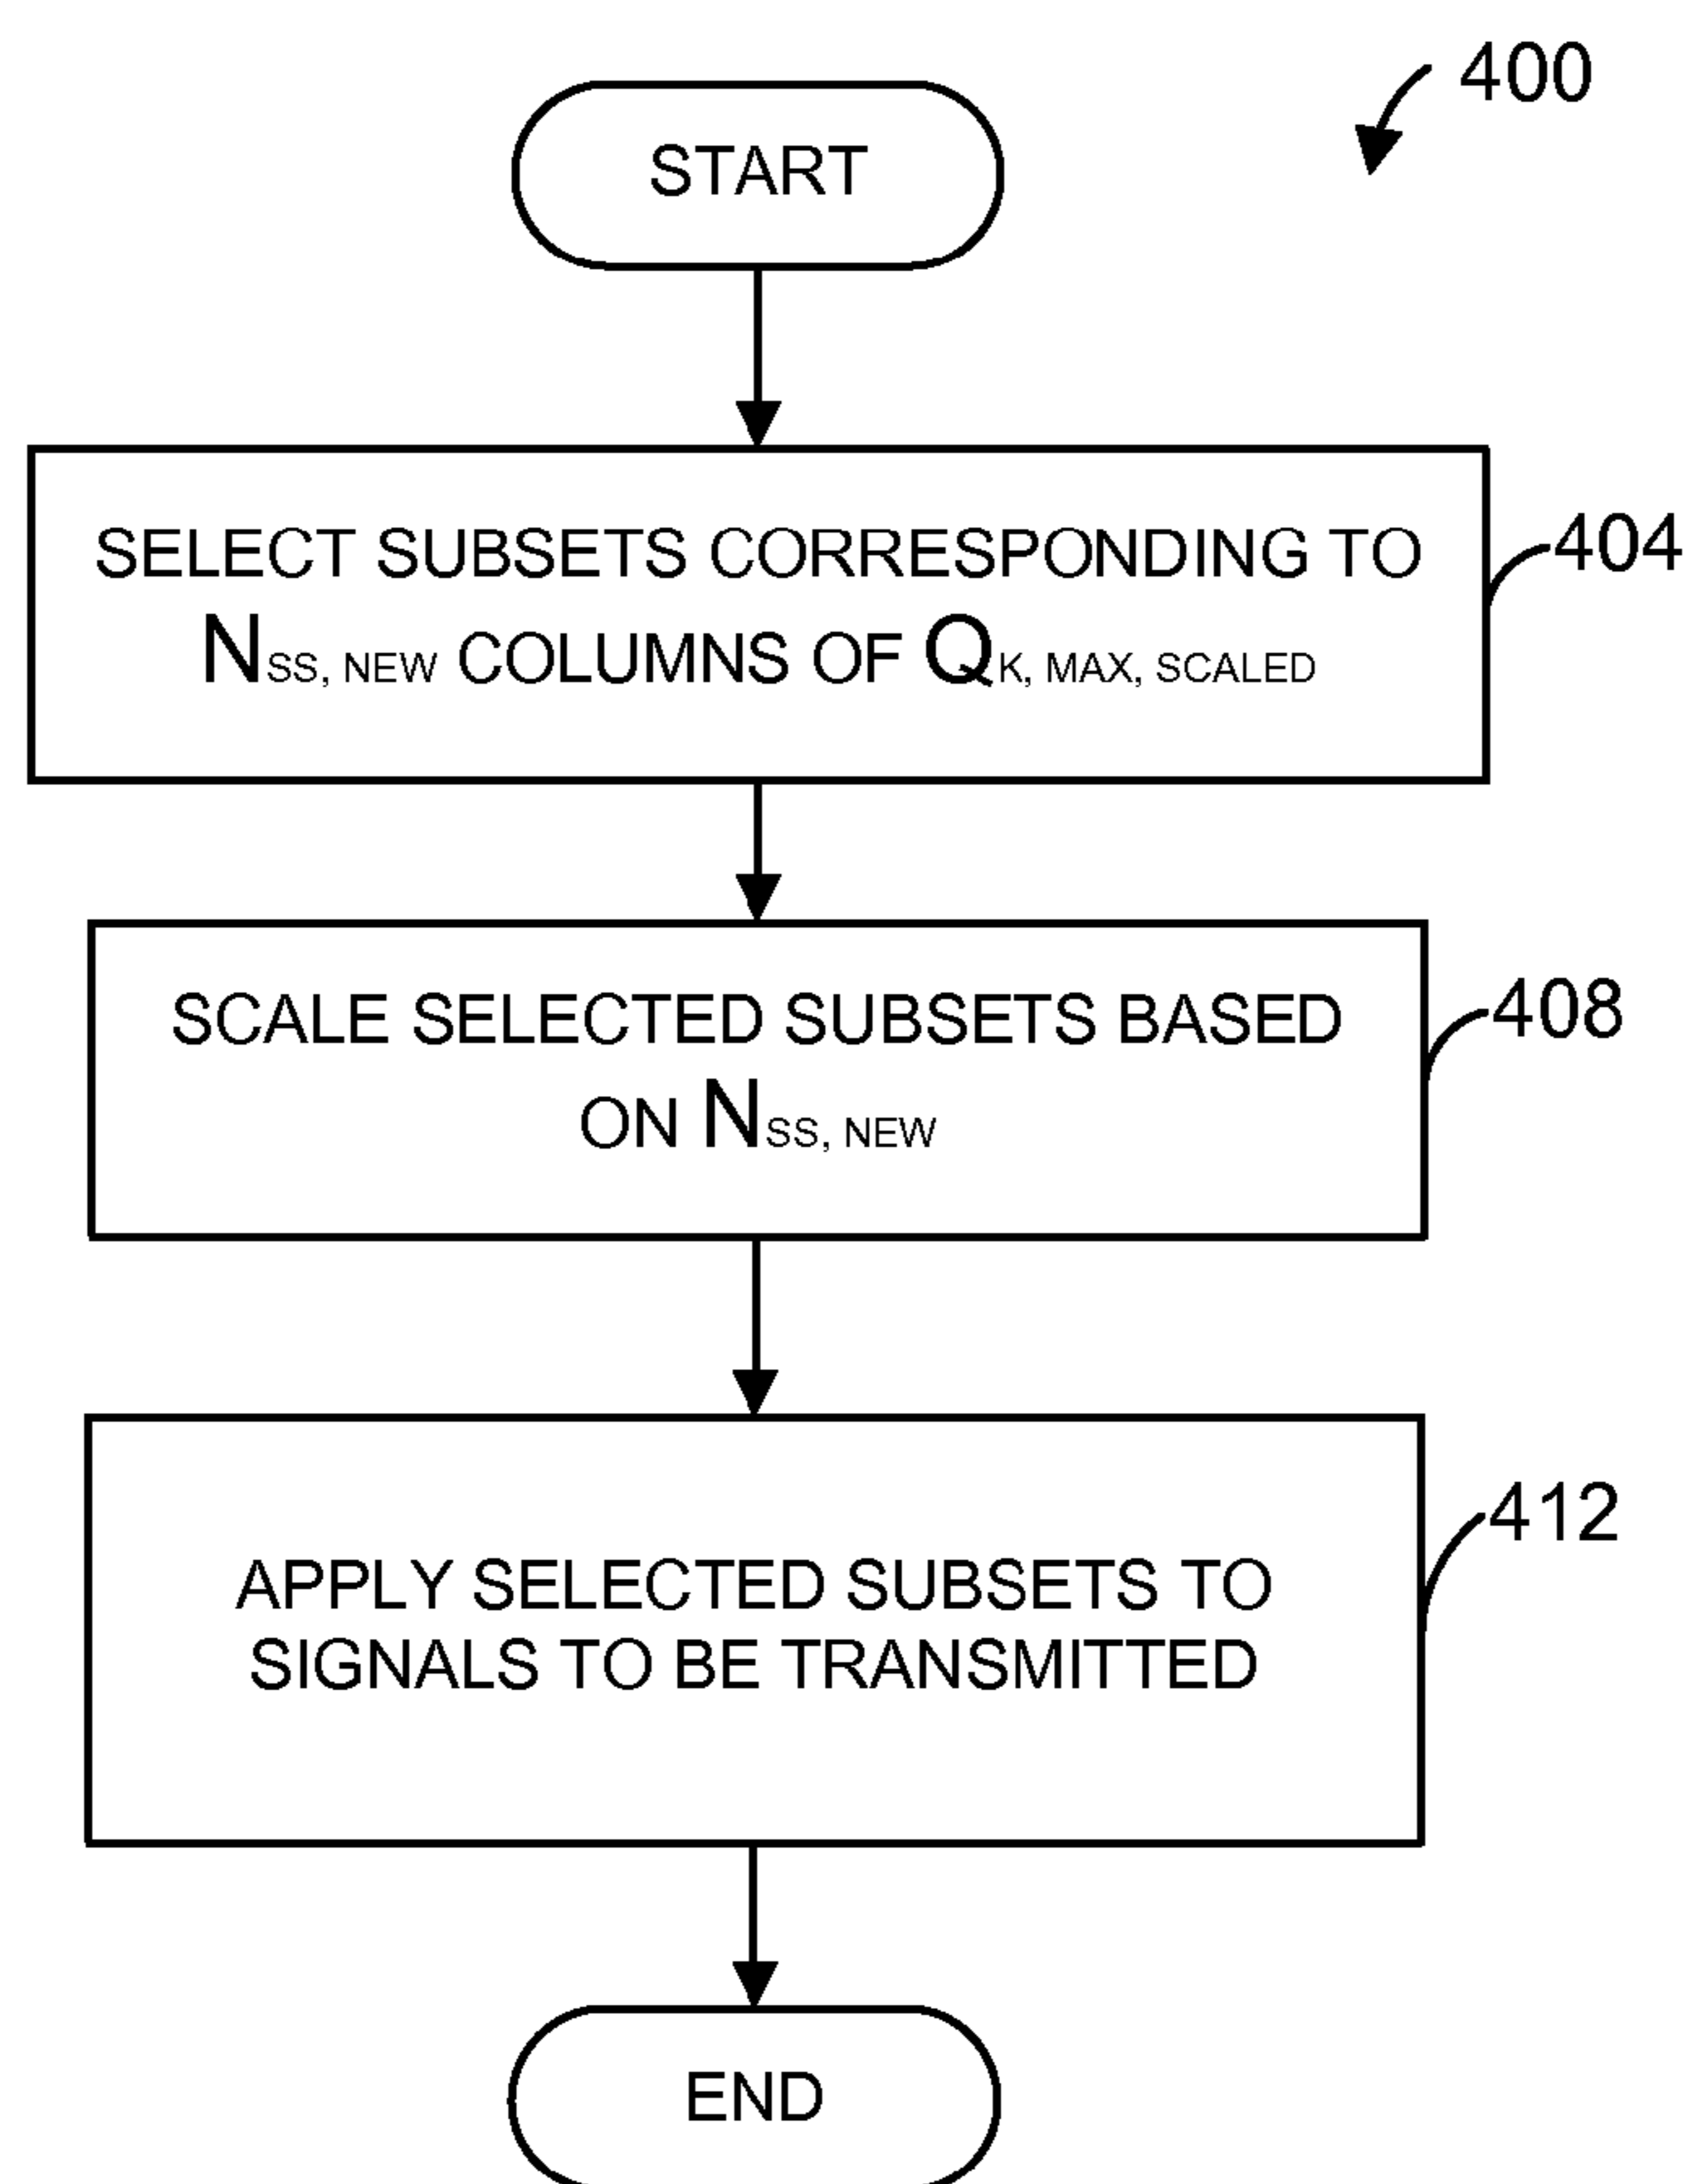 400
START
SELECT SUBSETS CORRESPONDING TO
NSS, NEW COLUMNS OF QK, MAX, SCALED
404
SCALE SELECTED SUBSETS BASED
ON NSS, NEW
408
APPLY SELECTED SUBSETS TO
SIGNALS TO BE TRANSMITTED
412
END